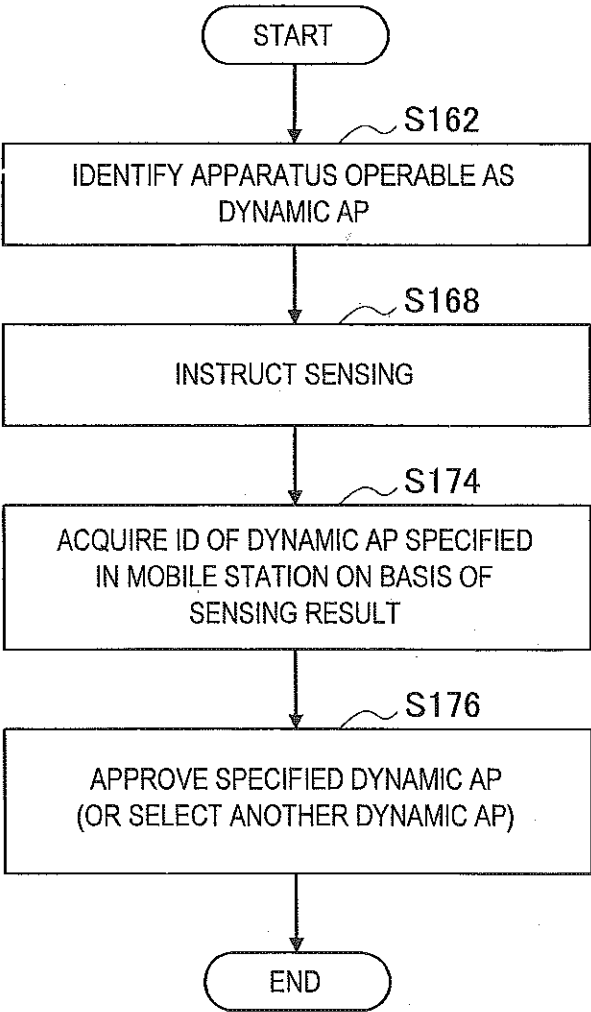 START
S162
IDENTIFY APPARATUS OPERABLE AS
DYNAMIC AP
S168
INSTRUCT SENSING
S174
ACQUIRE ID OF DYNAMIC AP SPECIFIED
IN MOBILE STATION ON BASIS OF
SENSING RESULT
S176
APPROVE SPECIFIED DYNAMIC AP
(OR SELECT ANOTHER DYNAMIC AP)
END